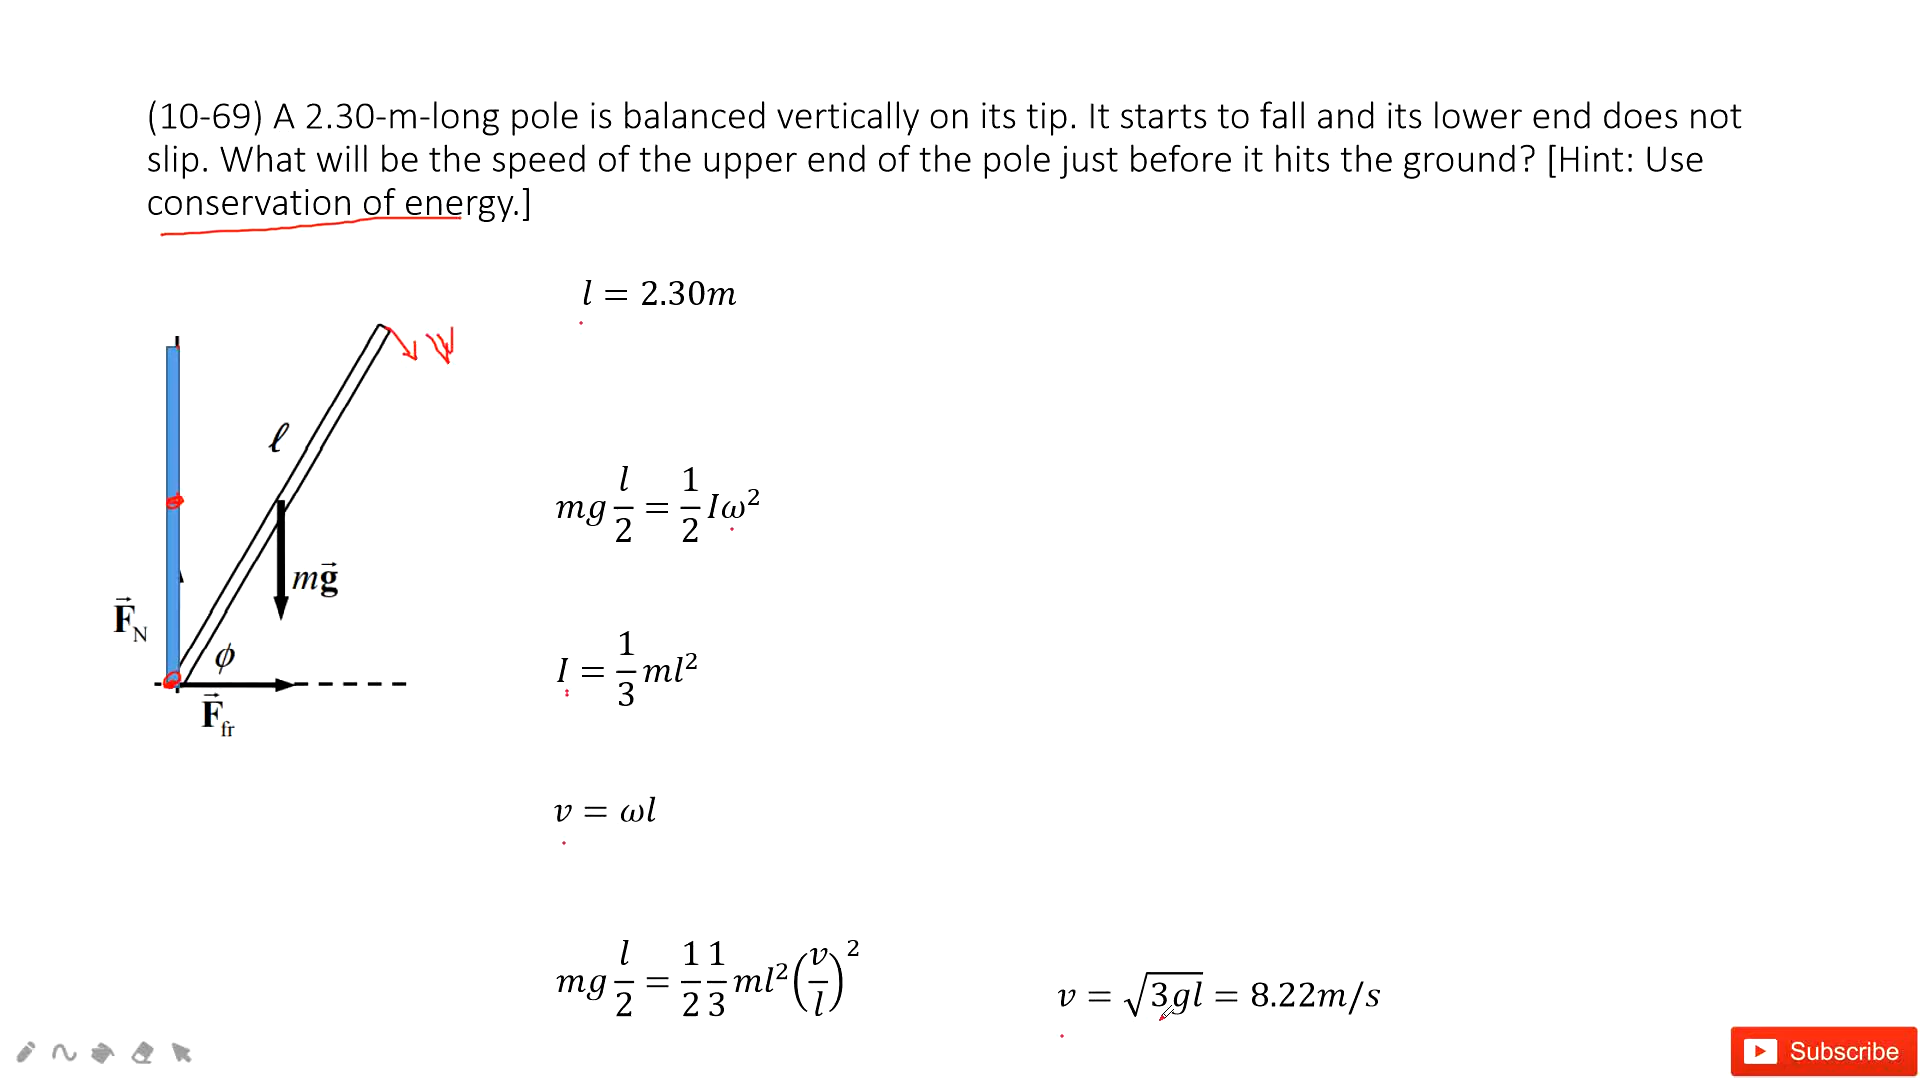 (10-69) A 2.30-m-long pole is balanced vertically on its tip. It starts to fall and its lower end does not
slip. What will be the speed of the upper end of the pole just before it hits the ground? [Hint: Use
conservation of energy.]
l = 2.30m
ℓ
mg l/2 = 1/2 Iω²
mg⃗
F⃗_N
ϕ
I = 1/3 ml²
F⃗_fr
v = ωl
mg l/2 = 1/2 1/3 ml² (v/l)²
v = √3gl = 8.22m/s
Subscribe